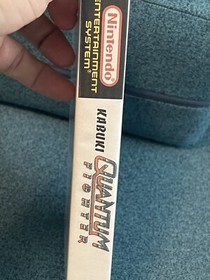 Nintendo
ENTERTAINMENT
SYSTEM
KABUKI
QUANTUM
FIGHTER